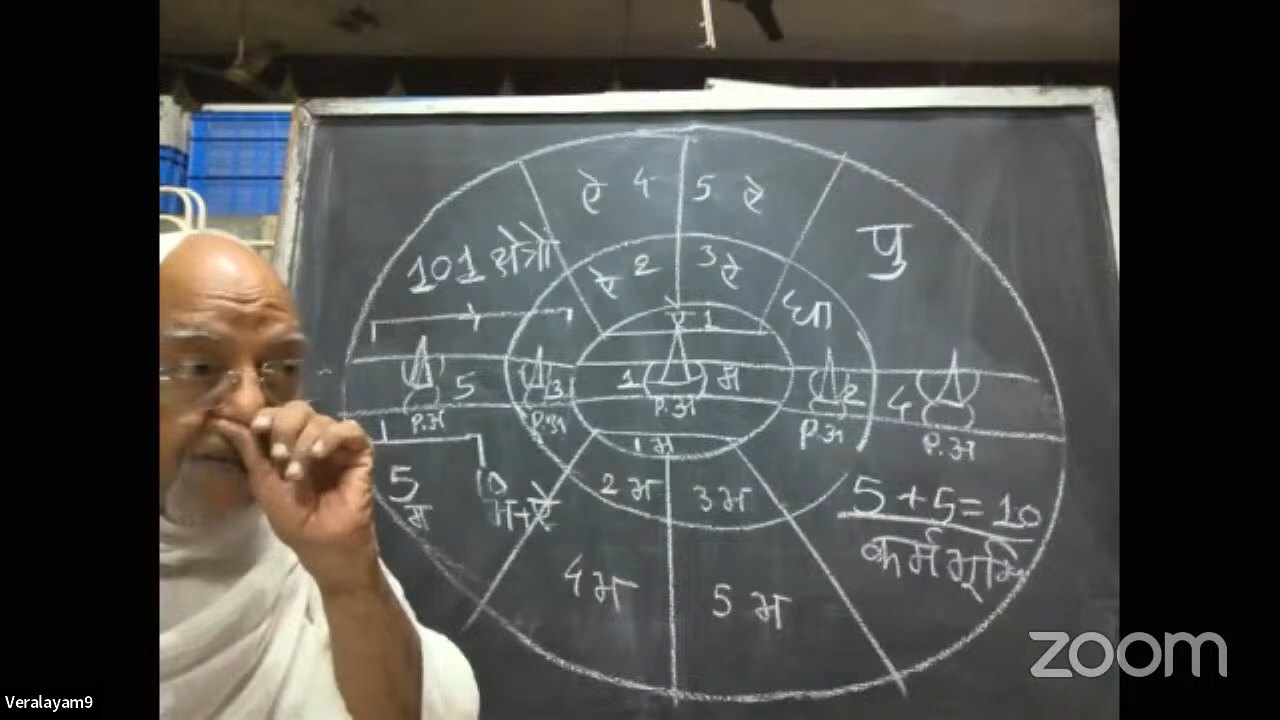 ऐ 4 5 ऐ
101 क्षेत्रों
पु
ऐ 2 3 ऐ
धा
ऐ 1
1 म
5 3 2 4
P.अ P.अ P.अ P.अ P.अ
1 भ
5 म
10 भ+ऐ
2 भ 3 भ
5+5=10
कर्मभूमि
4 भ 5 भ
zoom
Veralayam9